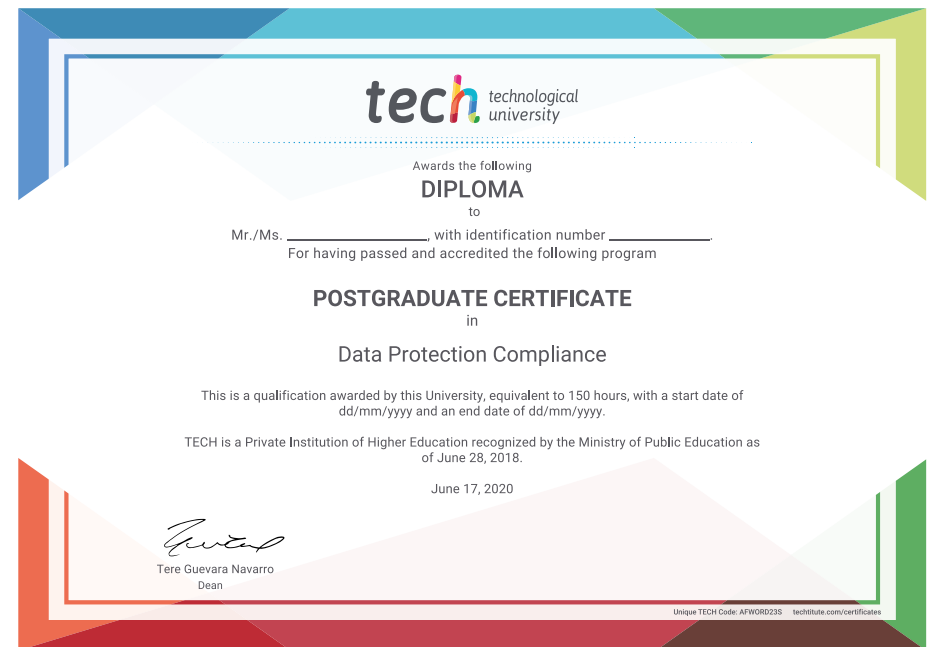 tech technological
university
Awards the following
DIPLOMA
to
Mr./Ms. ____________________, with identification number ______________.
For having passed and accredited the following program
POSTGRADUATE CERTIFICATE
in
Data Protection Compliance
This is a qualification awarded by this University, equivalent to 150 hours, with a start date of
dd/mm/yyyy and an end date of dd/mm/yyyy.
TECH is a Private Institution of Higher Education recognized by the Ministry of Public Education as
of June 28, 2018.
June 17, 2020
Tere Guevara Navarro
Dean
Unique TECH Code: AFWORD23S techtitute.com/certificates